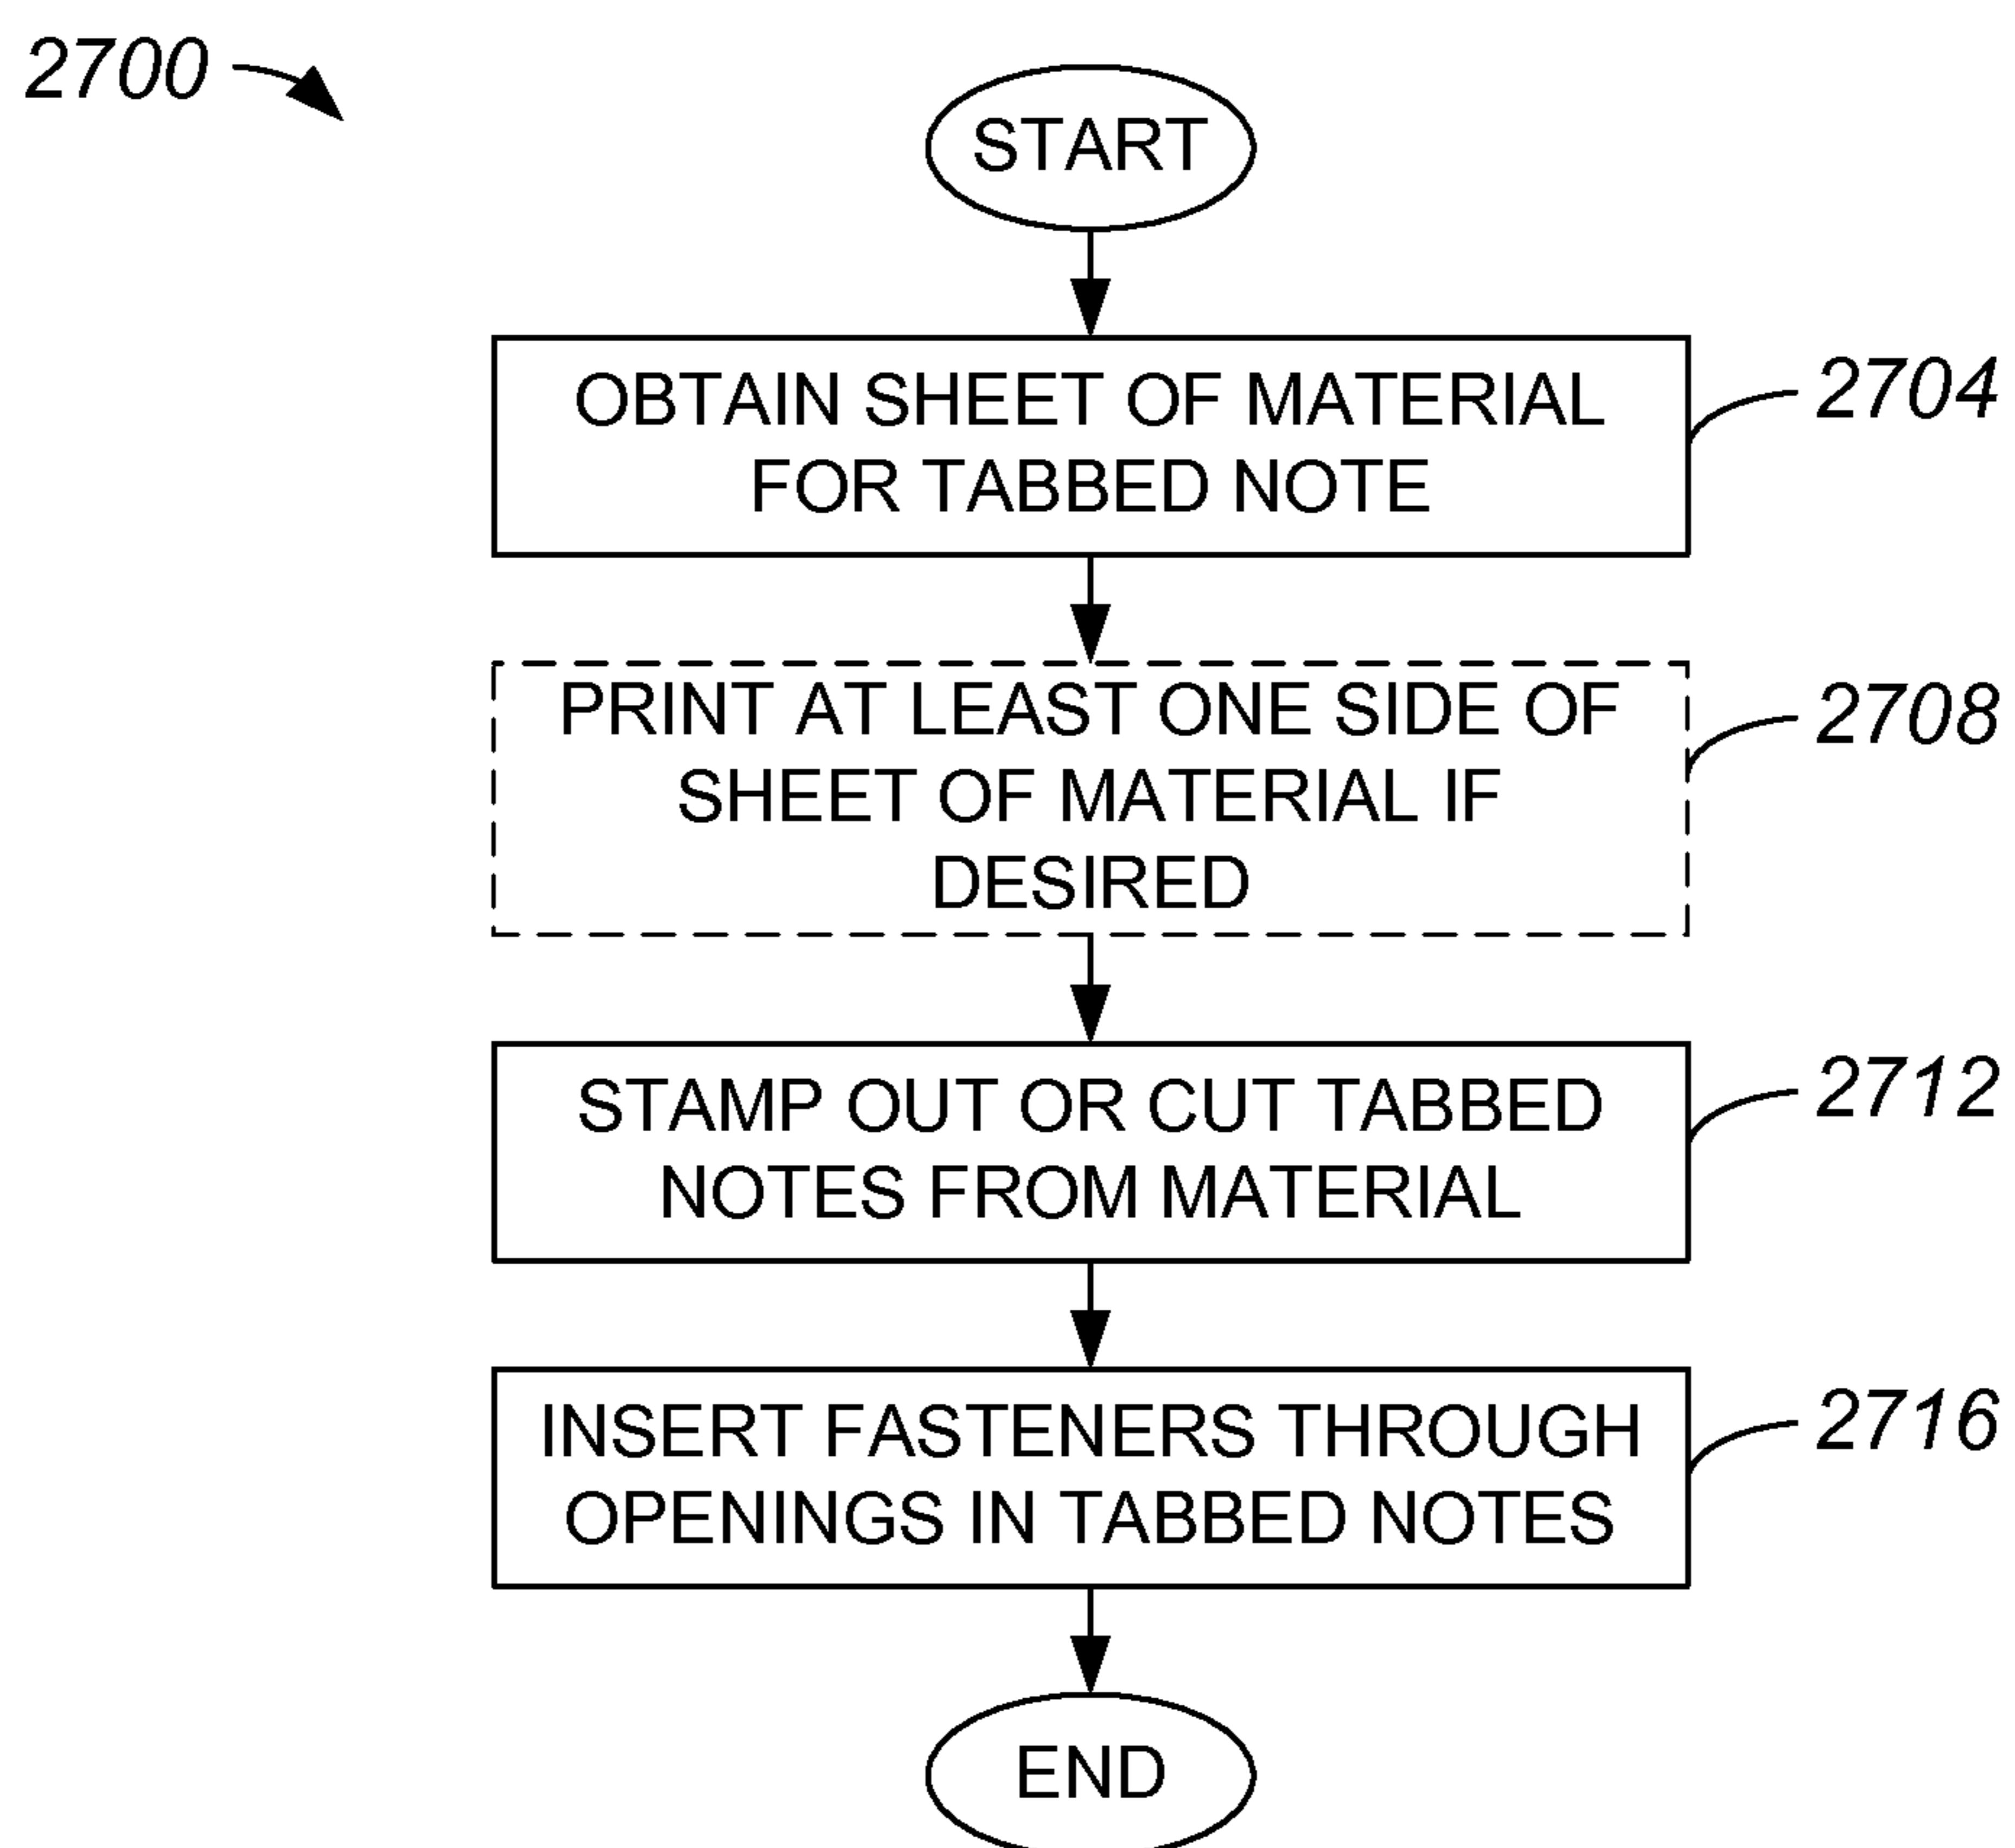 2700
START
OBTAIN SHEET OF MATERIAL
FOR TABBED NOTE
2704
PRINT AT LEAST ONE SIDE OF
SHEET OF MATERIAL IF
DESIRED
2708
STAMP OUT OR CUT TABBED
NOTES FROM MATERIAL
2712
INSERT FASTENERS THROUGH
OPENINGS IN TABBED NOTES
2716
END